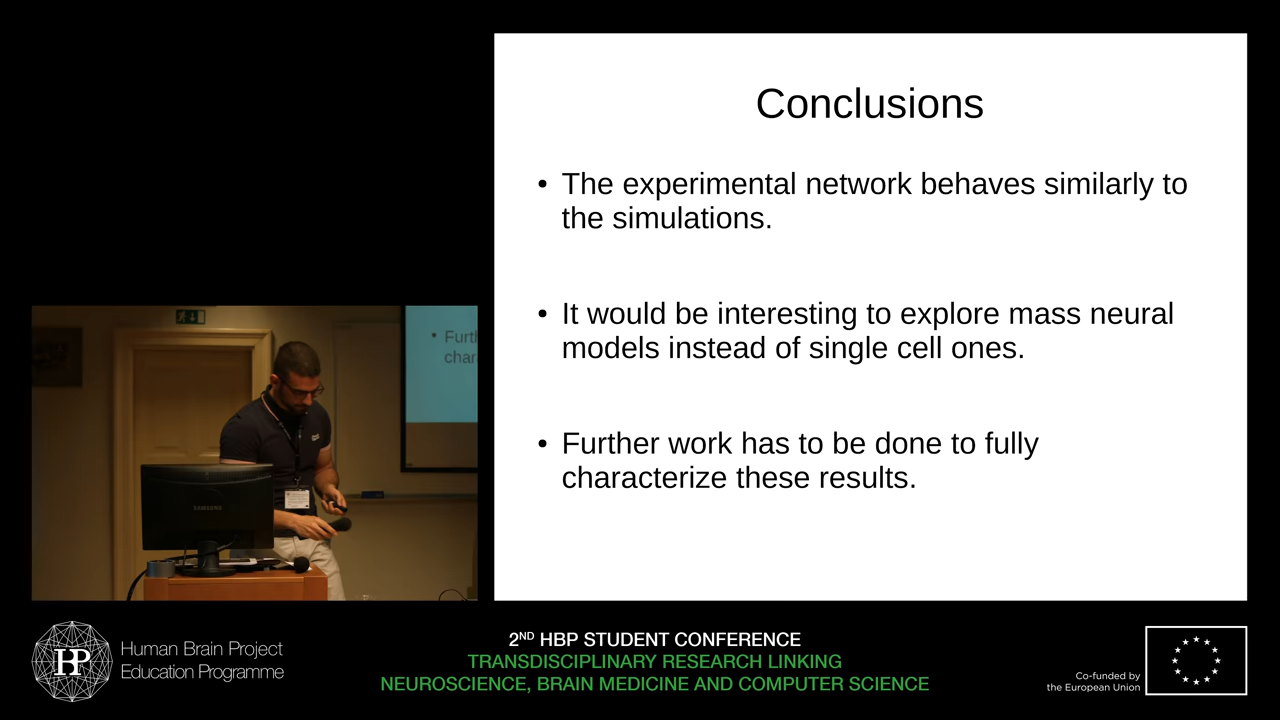 Conclusions
• The experimental network behaves similarly to
the simulations.
• It would be interesting to explore mass neural
models instead of single cell ones.
• Further work has to be done to fully
characterize these results.
• Furth
char
SAMSUNG
HBP
Human Brain Project
Education Programme
2ND HBP STUDENT CONFERENCE
TRANSDISCIPLINARY RESEARCH LINKING
NEUROSCIENCE, BRAIN MEDICINE AND COMPUTER SCIENCE
Co-funded by
the European Union